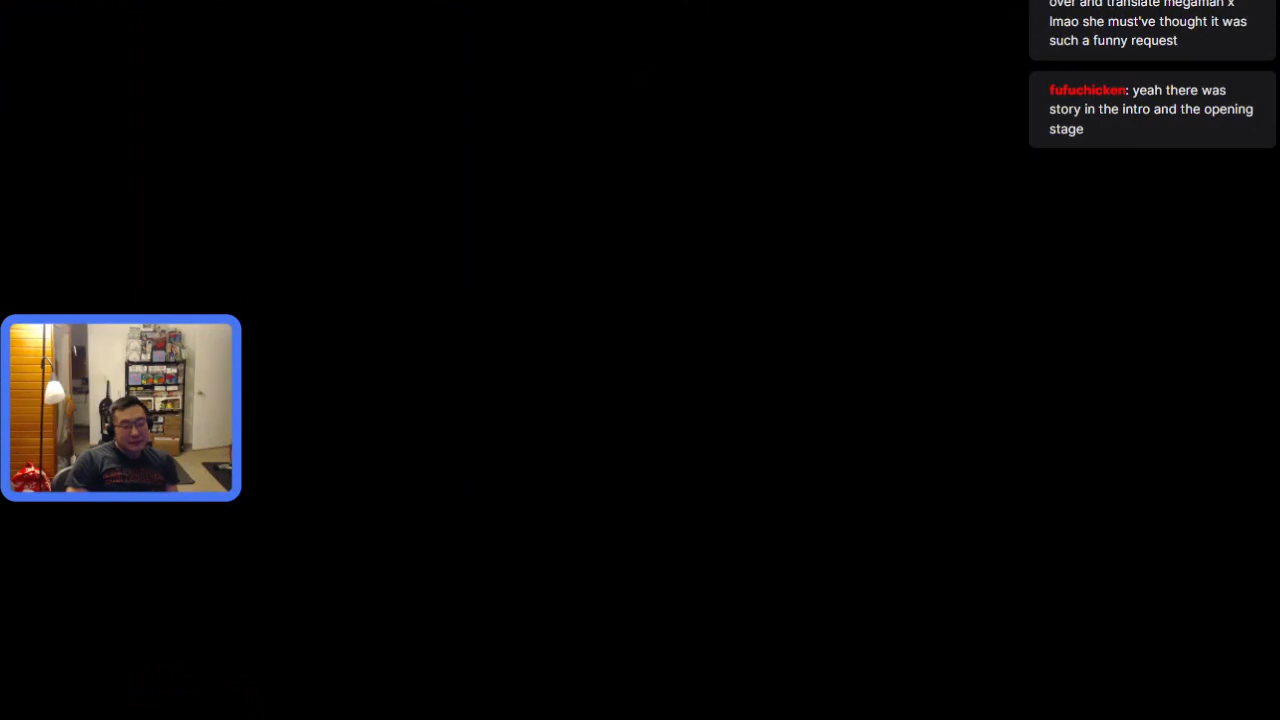 over and translate megaman x
lmao she must've thought it was
such a funny request
fufuchicken: yeah there was
story in the intro and the opening
stage